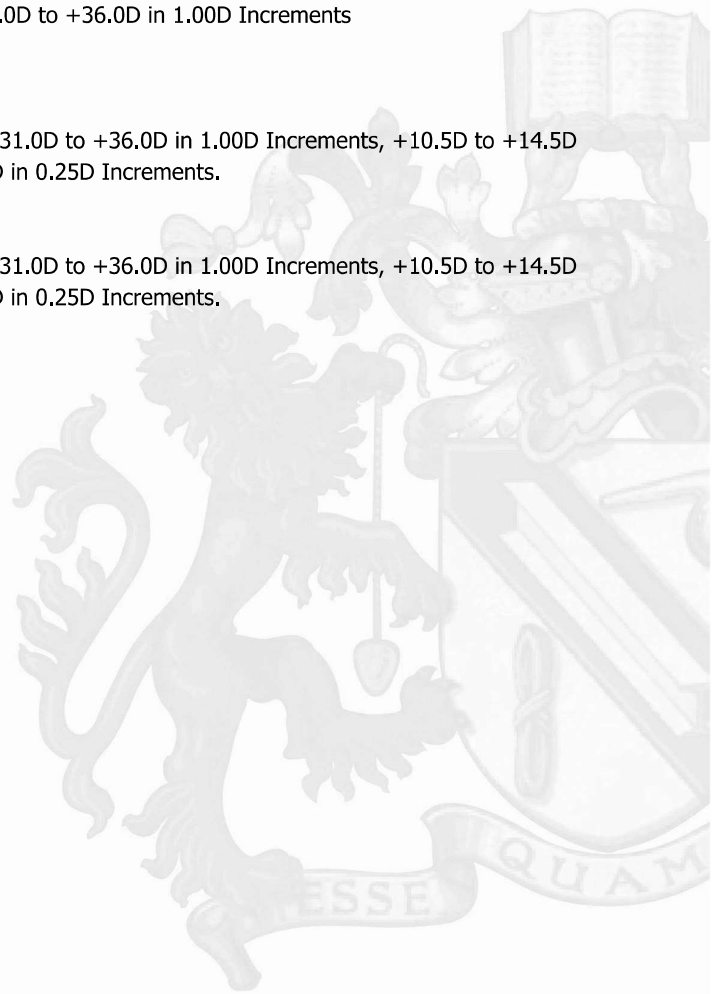 .0D to +36.0D in 1.00D Increments
31.0D to +36.0D in 1.00D Increments, +10.5D to +14.5D
D in 0.25D Increments.
31.0D to +36.0D in 1.00D Increments, +10.5D to +14.5D
D in 0.25D Increments.
ESSE QUAM